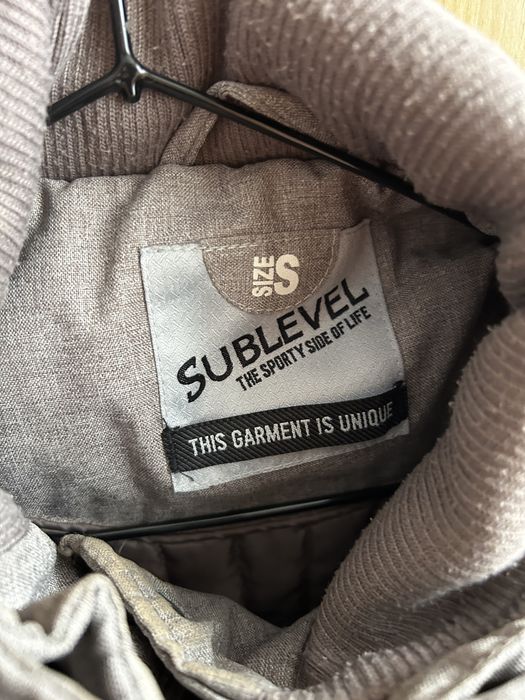 SIZE S
SUBLEVEL
THE SPORTY SIDE OF LIFE
THIS GARMENT IS UNIQUE